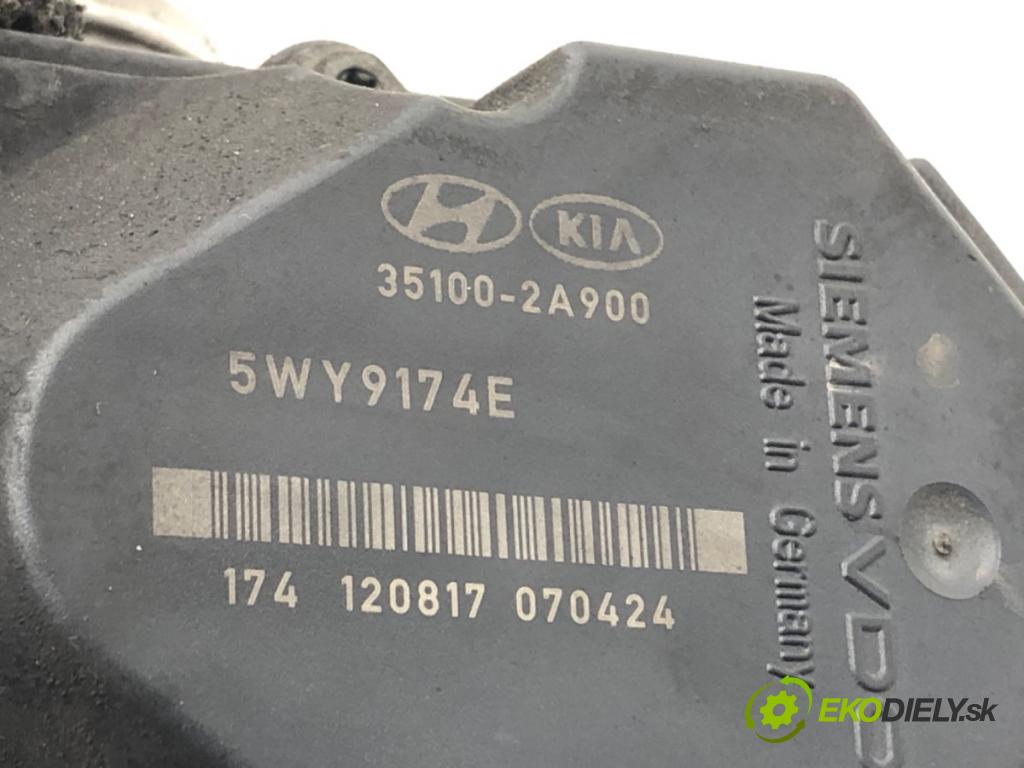 KIA
35100-2A900
5WY9174E
174 120817 070424
SIEMENS VDO
Made in Germany
EKODIELY.sk